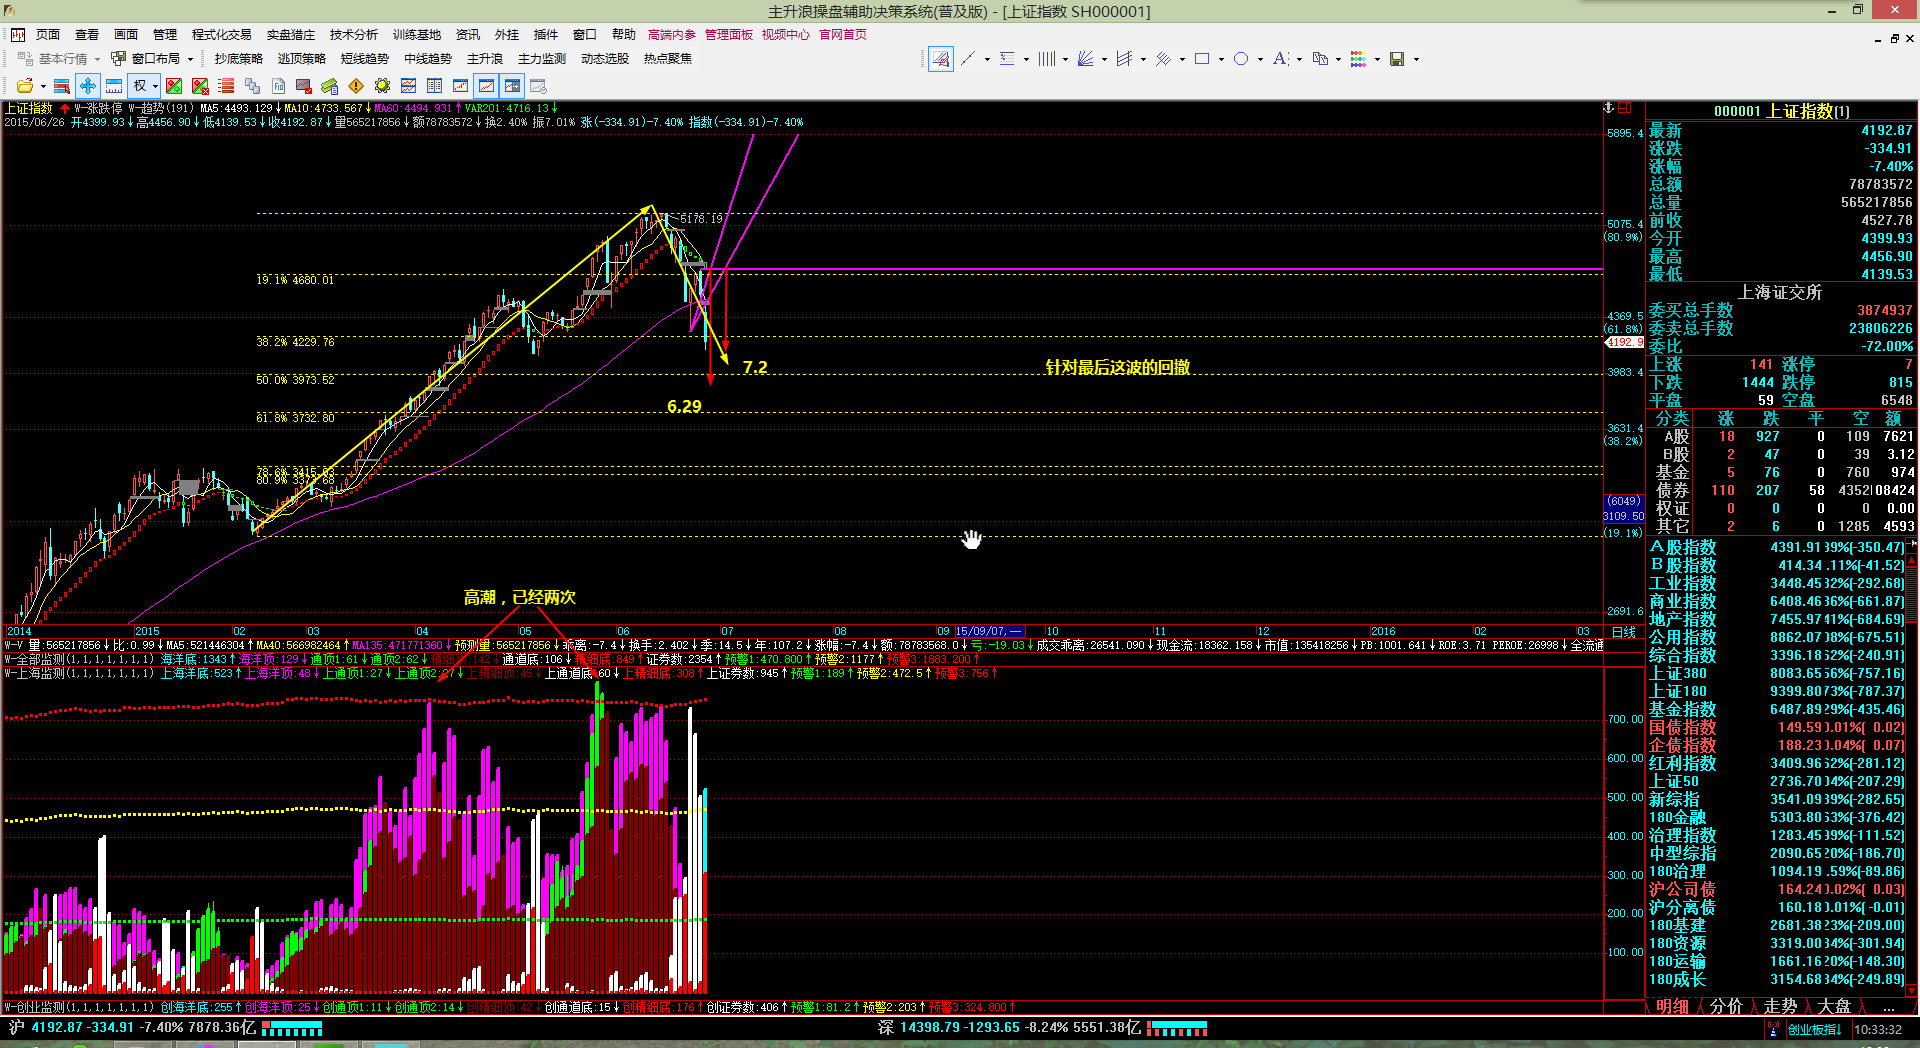 主升浪操盘辅助决策系统(普及版) - [上证指数 SH000001]
页面 查看 画面 管理 程式化交易 实盘猎庄 技术分析 训练基地 资讯 外挂 插件 窗口 帮助 高端内参 管理面板 视频中心 官网首页
基本行情 窗口布局 抄底策略 逃顶策略 短线趋势 中线趋势 主升浪 主力监测 动态选股 热点聚焦
权
上证指数 W-涨跌停 W-趋势(191) MA5:4493.129↓ MA10:4733.567↓ MA60:4494.931↑ VAR201:4716.13↓
2015/06/26 开4399.93↓高4456.90↓低4139.53↓收4192.87↓量565217856↓额78783572↓换2.40% 振7.01% 涨(-334.91)-7.40% 指数(-334.91)-7.40%
5895.4
5178.19
5075.4
(80.9%)
19.1% 4680.01
4369.5
(61.8%)
38.2% 4229.76
4192.9
7.2
针对最后这波的回撤
50.0% 3973.52
3983.4
6.29
61.8% 3732.80
3631.4
(38.2%)
78.6% 3415.03
80.9% 3373.68
(6049)
3109.50
(19.1%)
高潮，已经两次
2691.6
2014 2015 02 03 04 05 06 07 08 09 15/09/07,一 10 11 12 2016 02 03 日线
W-V 量:565217856↓ 比:0.99↓ MA5:521446304↑ MA40:566982464↑ MA135:471771360↓ 预测量:565217856↓ 乖离:-7.4↓ 换手:2.402↓ 季:14.5↓ 年:107.2↓ 涨幅:-7.4↓ 额:78783568.0↓ 亏:-19.03↓ 成交乖离:26541.090↓ 现金流:18362.158↓ 市值:135418256↓ PB:1001.641↓ ROE:3.71 PEROE:26998↓ 全流通
W-全部监测(1,1,1,1,1,1,1) 海洋底:1343↑ 海洋顶:129↓ 通顶1:61↓ 通顶2:62↓ 精细顶:142↓ 通道底:106↓ 精细底:849↑ 证券数:2354↑ 预警1:470.800↑ 预警2:1177↑ 预警3:1883.200↑
W-上海监测(1,1,1,1,1,1,1) 上海洋底:523↑ 上海洋顶:48↓ 上通顶1:27↓ 上通顶2:27↓ 上通道底:60↓ 上精细底:308↑ 上证券数:945↑ 预警1:189↑ 预警2:472.5↑ 预警3:756↑
700.00
600.00
500.00
400.00
300.00
200.00
100.00
W-创业监测(1,1,1,1,1,1,1) 创海洋底:255↑ 创海洋顶:25↓ 创通顶1:11↓ 创通顶2:14↓ 创精细顶:42↓ 创通道底:15↓ 创精细底:176↑ 创证券数:406↑ 预警1:81.2↑ 预警2:203↑ 预警3:324.800↑
000001 上证指数(1)
最新 4192.87
涨跌 -334.91
涨幅 -7.40%
总额 78783572
总量 565217856
前收 4527.78
今开 4399.93
最高 4456.90
最低 4139.53
上海证交所
委买总手数 3874937
委卖总手数 23806226
委比 -72.00%
上涨 141 涨停 7
下跌 1444 跌停 815
平盘 59 空盘 6548
分类 涨 跌 平 空 额
A股 18 927 0 109 7621
B股 2 47 0 39 3.12
基金 5 76 0 760 974
债券 110 207 58 4352 08424
权证 0 0 0 0 0.00
其它 2 6 0 1285 4593
A股指数 4391.91 39%(-350.47)
B股指数 414.34 .11%(-41.52)
工业指数 3448.45 32%(-292.68)
商业指数 6408.46 36%(-661.87)
地产指数 7455.97 41%(-684.69)
公用指数 8862.07 08%(-675.51)
综合指数 3396.18 62%(-240.91)
上证380 8083.65 56%(-757.16)
上证180 9399.80 73%(-787.37)
基金指数 6487.89 29%(-435.46)
国债指数 149.59 0.01%( 0.02)
企债指数 188.23 0.04%( 0.07)
红利指数 3409.96 62%(-281.12)
上证50 2736.70 04%(-207.29)
新综指 3541.09 39%(-282.65)
180金融 5303.80 63%(-376.42)
治理指数 1283.45 99%(-111.52)
中型综指 2090.65 20%(-186.70)
180治理 1094.19 .59%(-89.86)
沪公司债 164.24 0.02%( 0.03)
沪分离债 160.18 0.01%(-0.01)
180基建 2681.38 23%(-209.00)
180资源 3319.00 34%(-301.94)
180运输 1661.16 20%(-148.30)
180成长 3154.68 34%(-249.89)
明细 分价 走势 大盘 ...
沪 4192.87 -334.91 -7.40% 7878.36亿 深 14398.79 -1293.65 -8.24% 5551.38亿 创业板指↓ 10:33:32